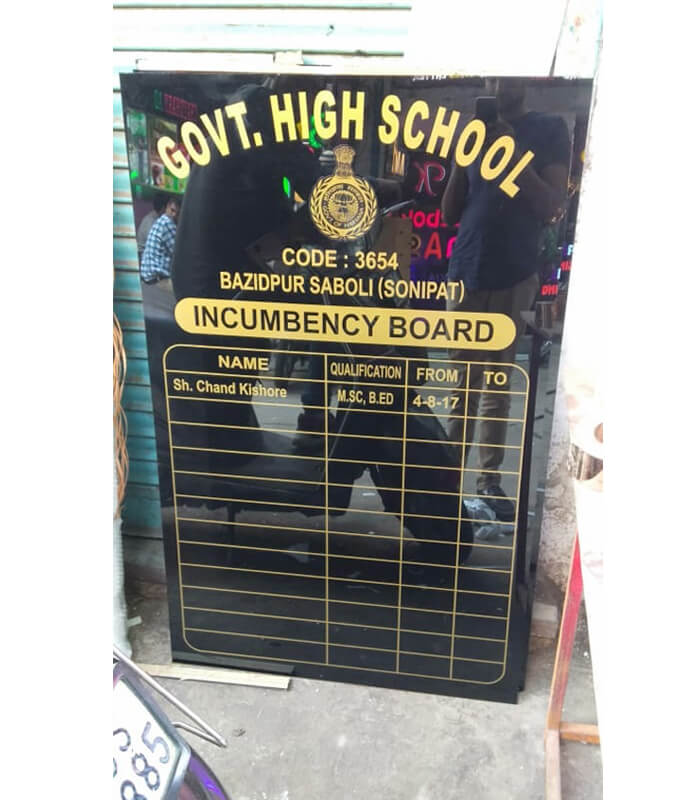 GOVT. HIGH SCHOOL
CODE : 3654
BAZIDPUR SABOLI (SONIPAT)
INCUMBENCY BOARD
NAME QUALIFICATION FROM TO
Sh. Chand Kishore M.SC, B.ED 4-8-17
885